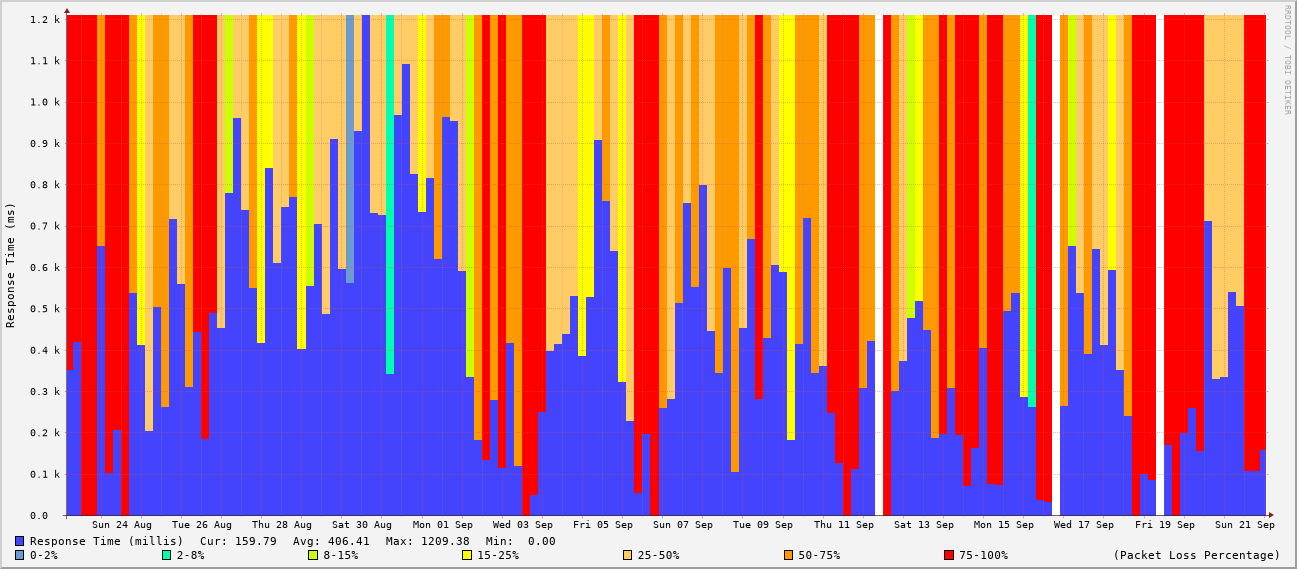 1.2 k
1.1 k
1.0 k
0.9 k
0.8 k
0.7 k
0.6 k
0.5 k
0.4 k
0.3 k
0.2 k
0.1 k
0.0
Response Time (ms)
RRDTOOL / TOBI OETIKER
Sun 24 Aug Tue 26 Aug Thu 28 Aug Sat 30 Aug Mon 01 Sep Wed 03 Sep Fri 05 Sep Sun 07 Sep Tue 09 Sep Thu 11 Sep Sat 13 Sep Mon 15 Sep Wed 17 Sep Fri 19 Sep Sun 21 Sep
Response Time (millis) Cur: 159.79 Avg: 406.41 Max: 1209.38 Min: 0.00
0-2% 2-8% 8-15% 15-25% 25-50% 50-75% 75-100% (Packet Loss Percentage)